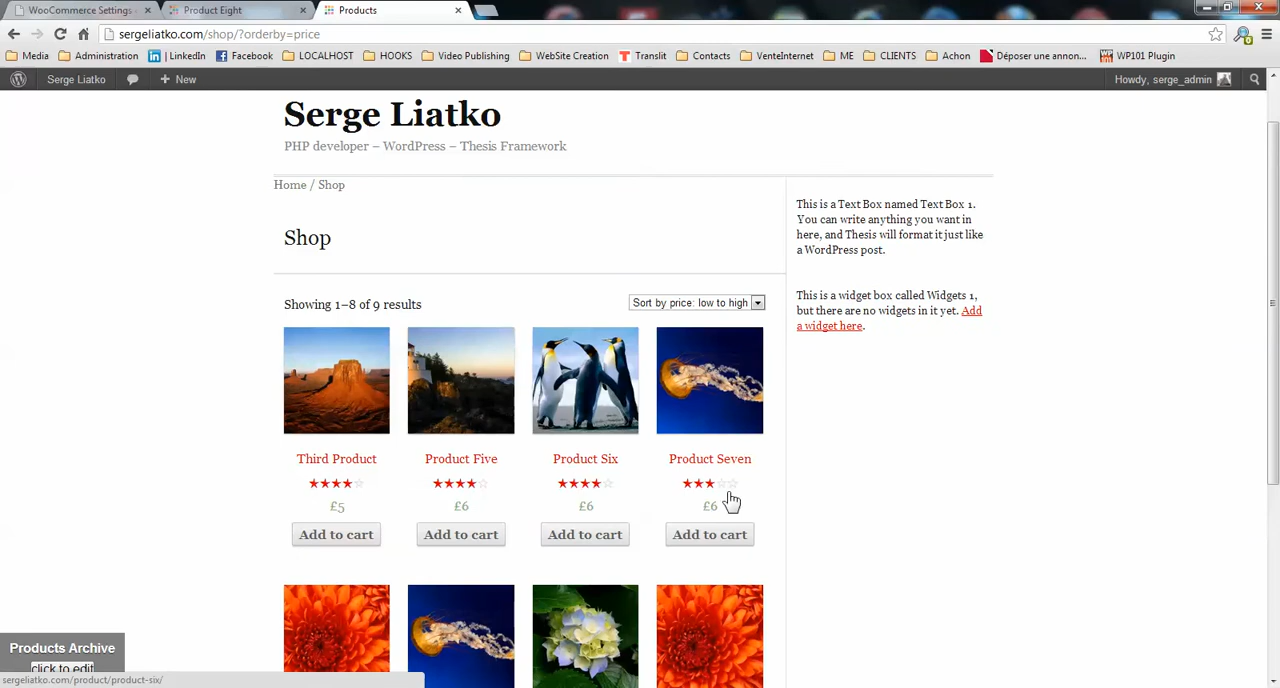 WooCommerce Settings
Product Eight
Products
sergeliatko.com/shop/?orderby=price
Media
Administration
LinkedIn
Facebook
LOCALHOST
HOOKS
Video Publishing
WebSite Creation
Translit
Contacts
VenteInternet
ME
CLIENTS
Achon
Déposer une annon...
WP101 Plugin
Serge Liatko
New
Howdy, serge_admin
Serge Liatko
PHP developer – WordPress – Thesis Framework
Home / Shop
Shop
Showing 1–8 of 9 results
Sort by price: low to high
Third Product
Product Five
Product Six
Product Seven
£5
£6
£6
£6
Add to cart
Add to cart
Add to cart
Add to cart
This is a Text Box named Text Box 1.
You can write anything you want in
here, and Thesis will format it just like
a WordPress post.
This is a widget box called Widgets 1,
but there are no widgets in it yet. Add
a widget here.
Products Archive
click to edit
sergeliatko.com/product/product-six/